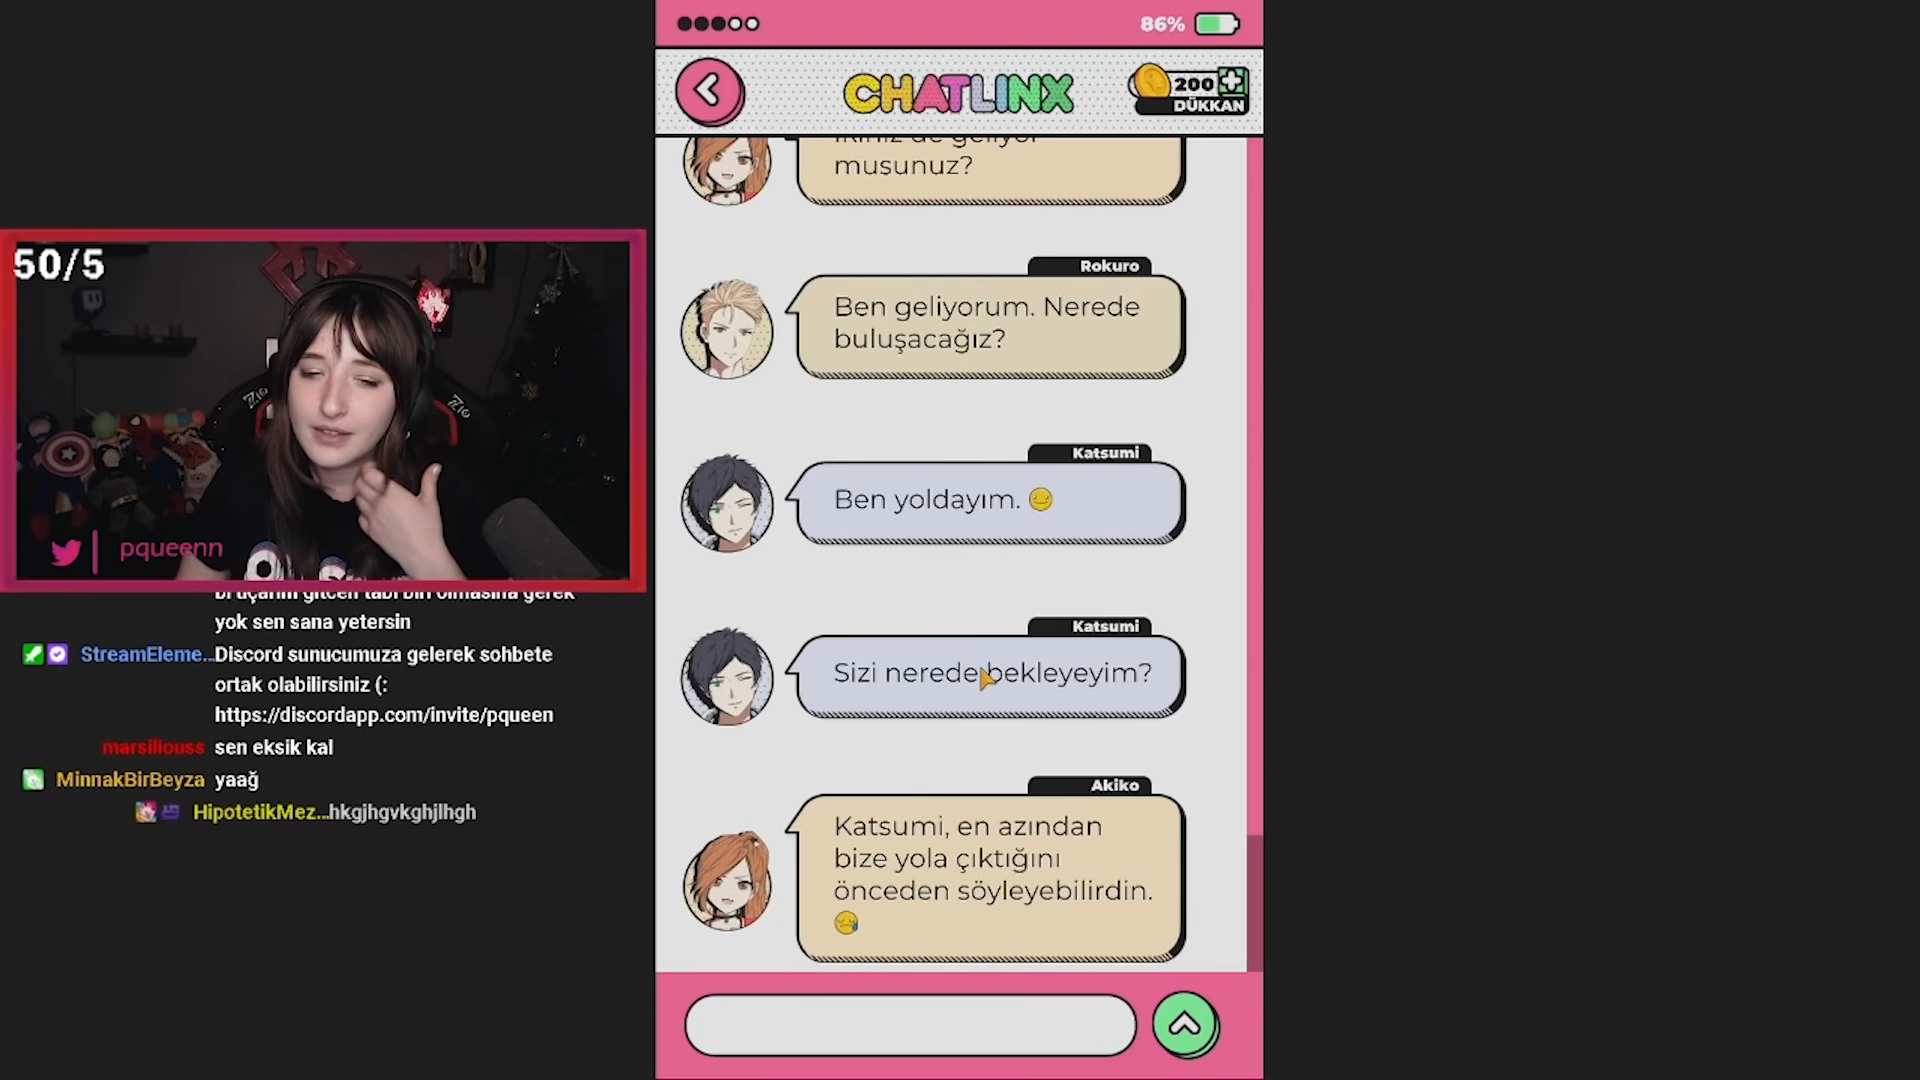 86%
CHATLINX
200
DÜKKAN
musunuz?
Rokuro
Ben geliyorum. Nerede
buluşacağız?
Katsumi
Ben yoldayım.
Katsumi
Sizi nerede bekleyeyim?
Akiko
Katsumi, en azından
bize yola çıktığını
önceden söyleyebilirdin.
50/5
ZIO
ZIO
pqueenn
yok sen sana yetersin
StreamEleme...Discord sunucumuza gelerek sohbete
ortak olabilirsiniz (:
https://discordapp.com/invite/pqueen
marsillouss sen eksik kal
MinnakBirBeyza yaağ
HipotetikMez...hkgjhgvkghjlhgh